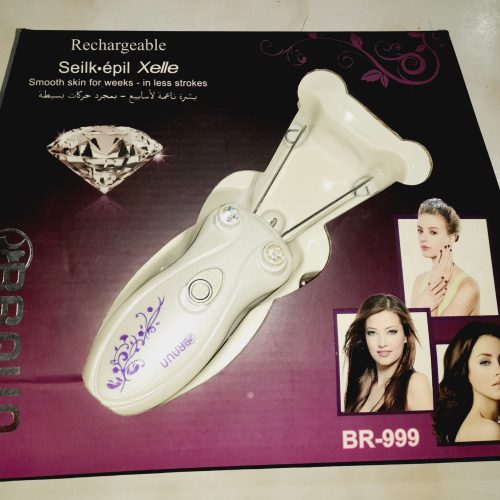 Rechargeable
Seilk•épil Xelle
Smooth skin for weeks - in less strokes
بشرة ناعمة لأسابيع - بمجرد حركات بسيطة
BRANUN
BR-999